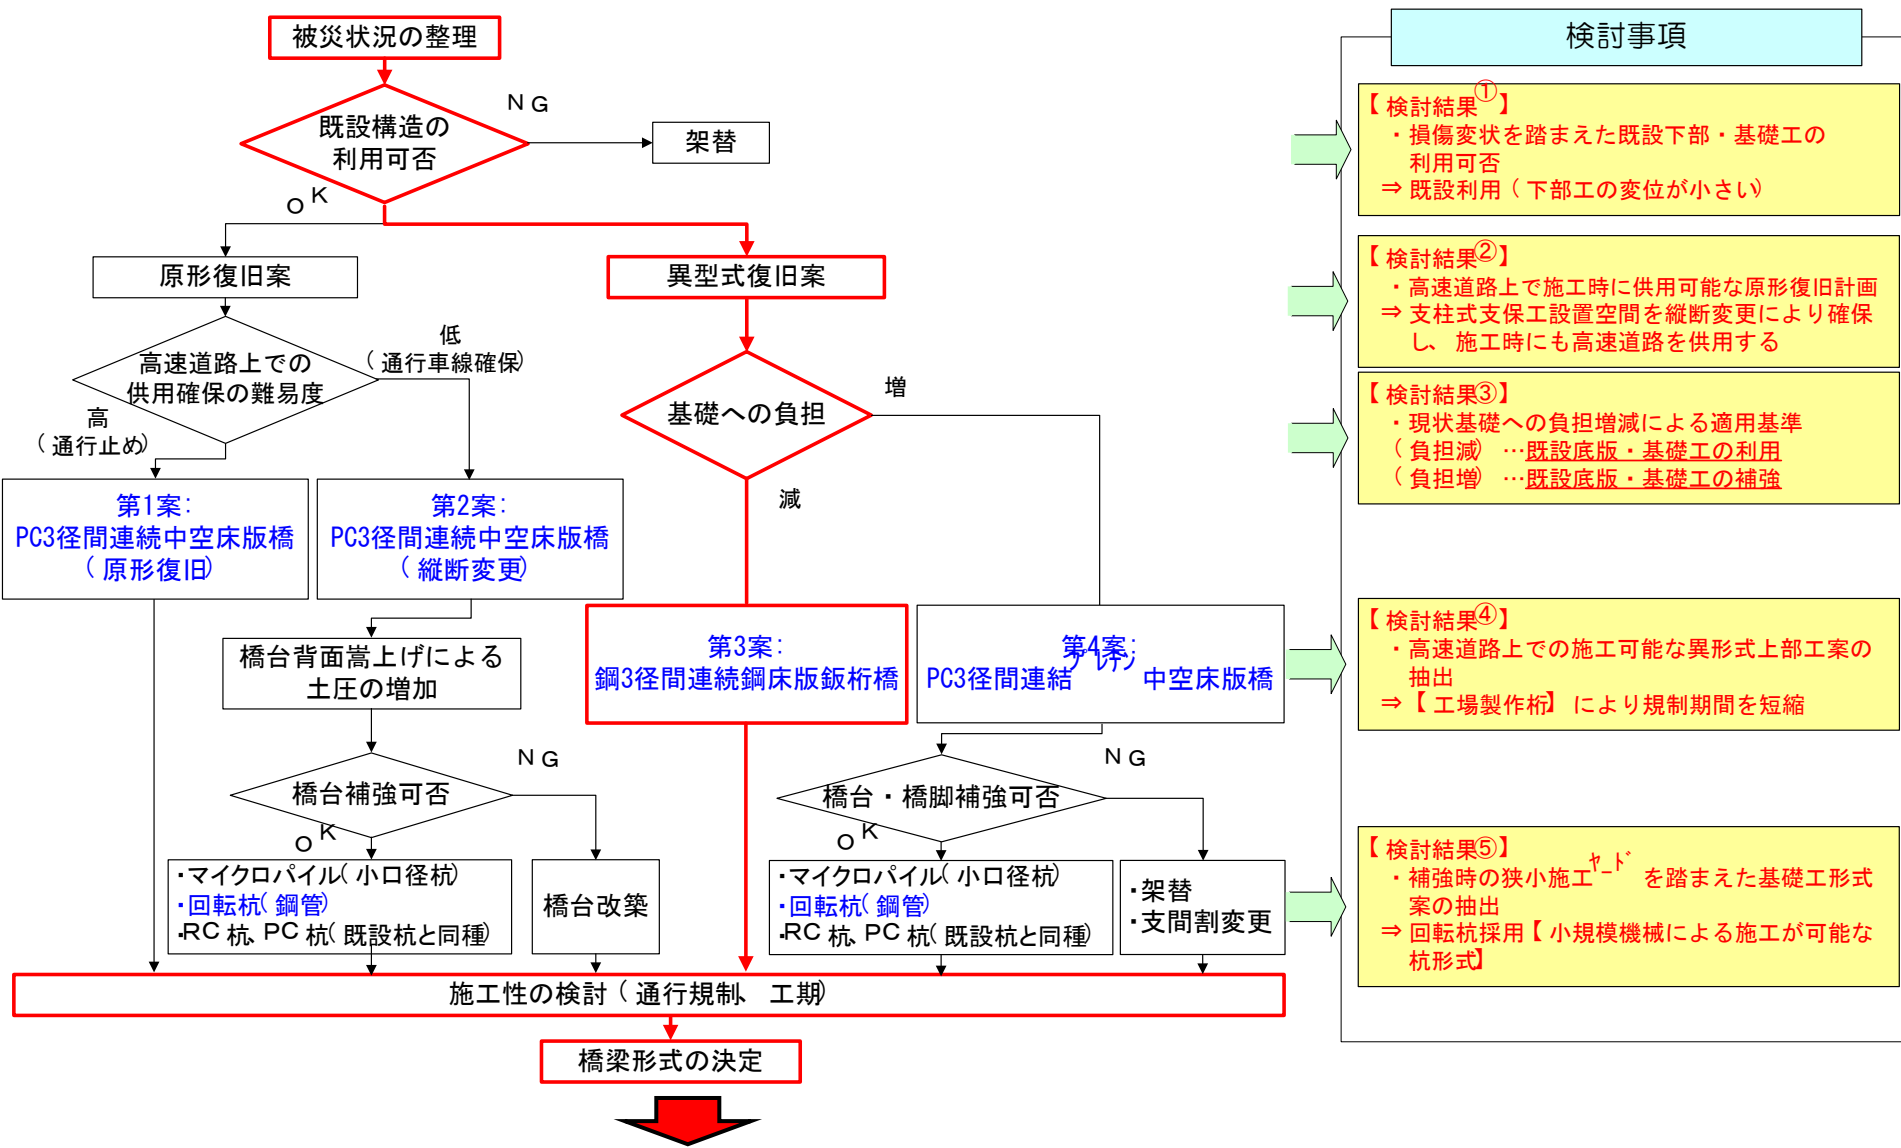 被災状況の整理
既設構造の
利用可否
NG
架替
OK
原形復旧案
異型式復旧案
高速道路上での
供用確保の難易度
低
(通行車線確保)
高
(通行止め)
基礎への負担
増
減
第1案:
PC3径間連続中空床版橋
(原形復旧)
第2案:
PC3径間連続中空床版橋
(縦断変更)
橋台背面嵩上げによる
土圧の増加
第3案:
鋼3径間連続鋼床版鈑桁橋
第4案:
PC3径間連結プレテン中空床版橋
橋台補強可否
NG
OK
・マイクロパイル(小口径杭)
・回転杭(鋼管)
・RC杭、PC杭(既設杭と同種)
橋台改築
橋台・橋脚補強可否
NG
OK
・マイクロパイル(小口径杭)
・回転杭(鋼管)
・RC杭、PC杭(既設杭と同種)
・架替
・支間割変更
施工性の検討(通行規制、工期)
橋梁形式の決定
検討事項
【検討結果①】
・損傷変状を踏まえた既設下部・基礎工の
利用可否
⇒既設利用(下部工の変位が小さい)
【検討結果②】
・高速道路上で施工時に供用可能な原形復旧計画
⇒支柱式支保工設置空間を縦断変更により確保
し、施工時にも高速道路を供用する
【検討結果③】
・現状基礎への負担増減による適用基準
(負担減)…既設底版・基礎工の利用
(負担増)…既設底版・基礎工の補強
【検討結果④】
・高速道路上での施工可能な異形式上部工案の
抽出
⇒【工場製作桁】により規制期間を短縮
【検討結果⑤】
・補強時の狭小施工ヤードを踏まえた基礎工形式
案の抽出
⇒回転杭採用【小規模機械による施工が可能な
杭形式】